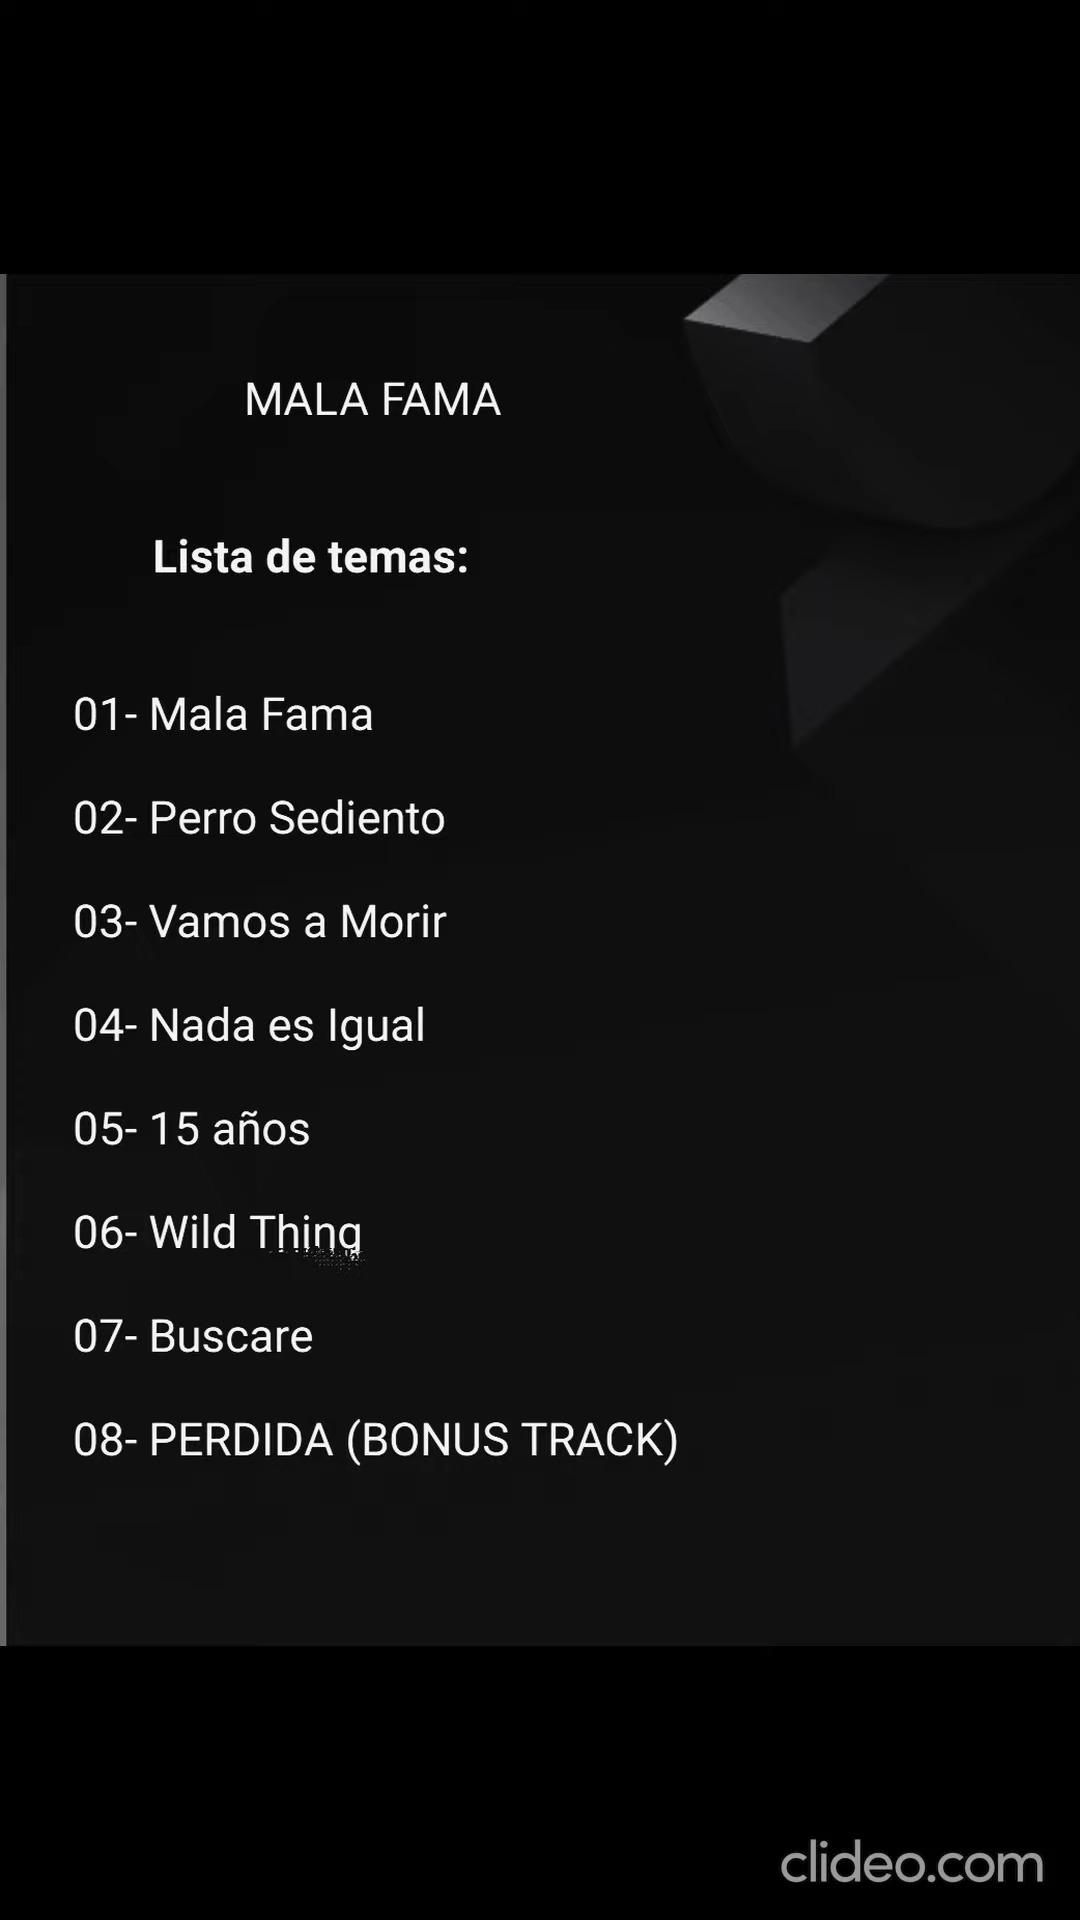 MALA FAMA
Lista de temas:
01- Mala Fama
02- Perro Sediento
03- Vamos a Morir
04- Nada es Igual
05- 15 años
06- Wild Thing
07- Buscare
08- PERDIDA (BONUS TRACK)
clideo.com